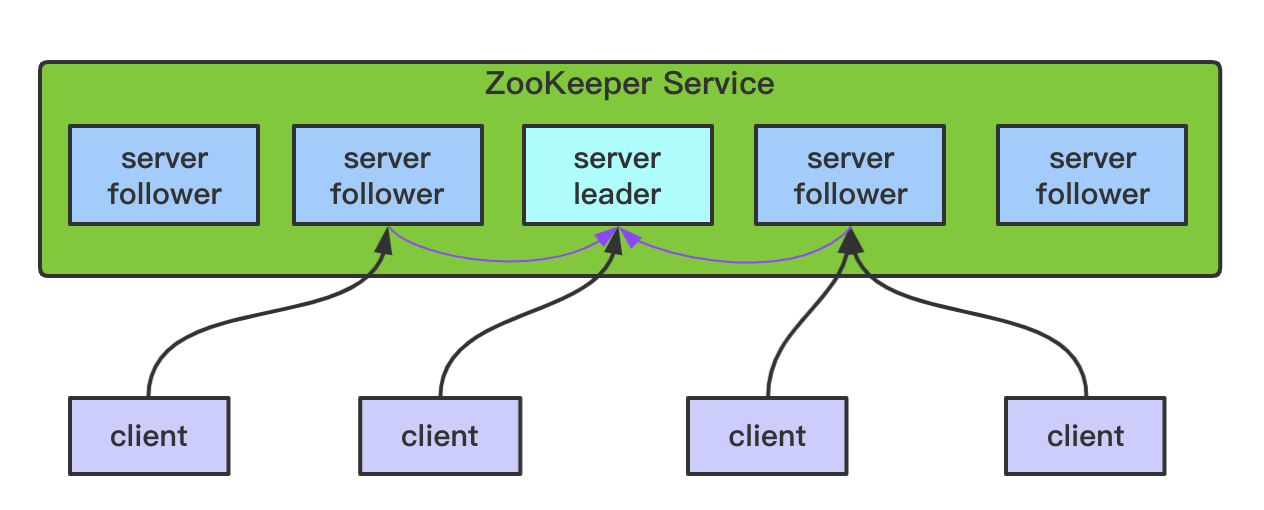 ZooKeeper Service
server
follower
server
follower
server
leader
server
follower
server
follower
client
client
client
client